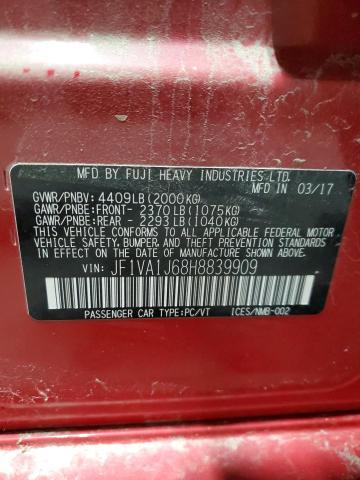 MFD BY FUJI HEAVY INDUSTRIES LTD.
MFD IN 03/17
GVWR/PNBV: 4409LB(2000KG)
GAWR/PNBE:FRONT- 2370LB(1075KG)
GAWR/PNBE:REAR - 2293LB(1040KG)
THIS VEHICLE CONFORMS TO ALL APPLICABLE FEDERAL MOTOR
VEHICLE SAFETY, BUMPER, AND THEFT PREVENTION STANDARDS
IN EFFECT ON THE DATE OF MANUFACTURE SHOWN ABOVE.
VIN: JF1VA1J68H8839909
PASSENGER CAR TYPE:PC/VT ICES/NMB-002